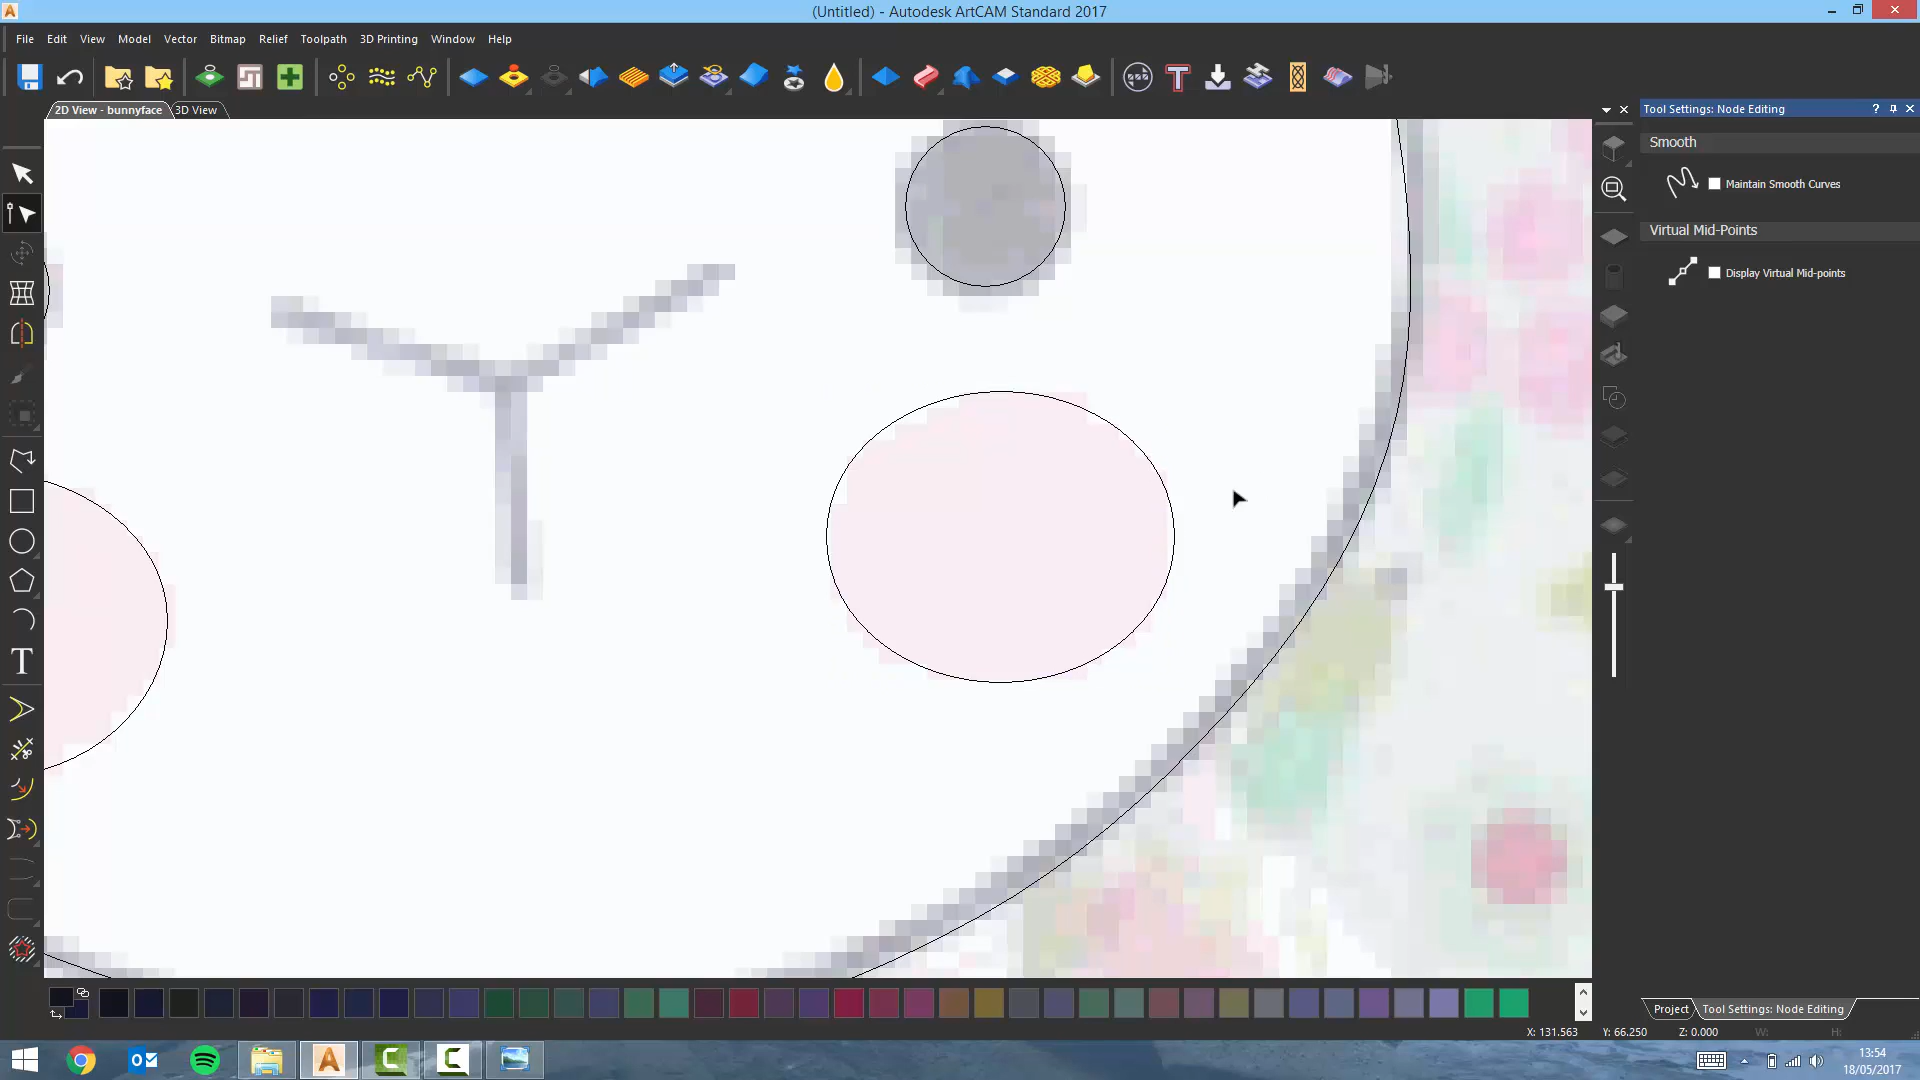 (Untitled) - Autodesk ArtCAM Standard 2017
File Edit View Model Vector Bitmap Relief Toolpath 3D Printing Window Help
2D View - bunnyface 3D View
Tool Settings: Node Editing
Smooth
Maintain Smooth Curves
Virtual Mid-Points
Display Virtual Mid-points
Project Tool Settings: Node Editing
X: 131.563 Y: 66.250 Z: 0.000 W: H:
13:54
18/05/2017